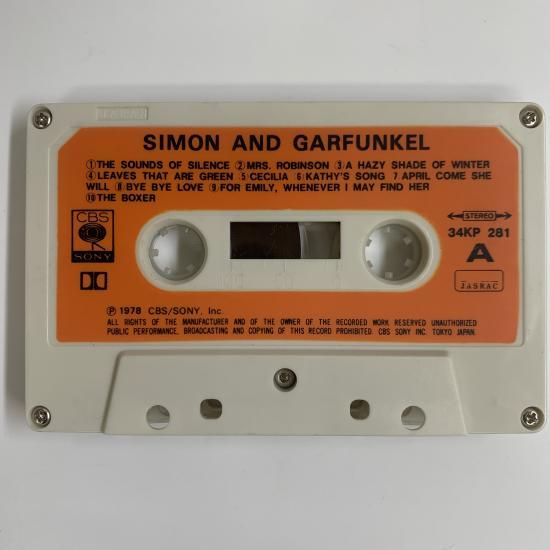 SIMON AND GARFUNKEL
①THE SOUNDS OF SILENCE ②MRS. ROBINSON ③A HAZY SHADE OF WINTER
④LEAVES THAT ARE GREEN ⑤CECILIA ⑥KATHY'S SONG 7 APRIL COME SHE
WILL ⑧BYE BYE LOVE ⑨FOR EMILY, WHENEVER I MAY FIND HER
⑩THE BOXER
CBS
SONY
STEREO
34KP 281
A
JASRAC
Ⓟ 1978 CBS/SONY, Inc.
ALL RIGHTS OF THE MANUFACTURER AND OF THE OWNER OF THE RECORDED WORK RESERVED UNAUTHORIZED
PUBLIC PERFORMANCE, BROADCASTING AND COPYING OF THIS RECORD PROHIBITED. CBS SONY INC. TOKYO JAPAN.